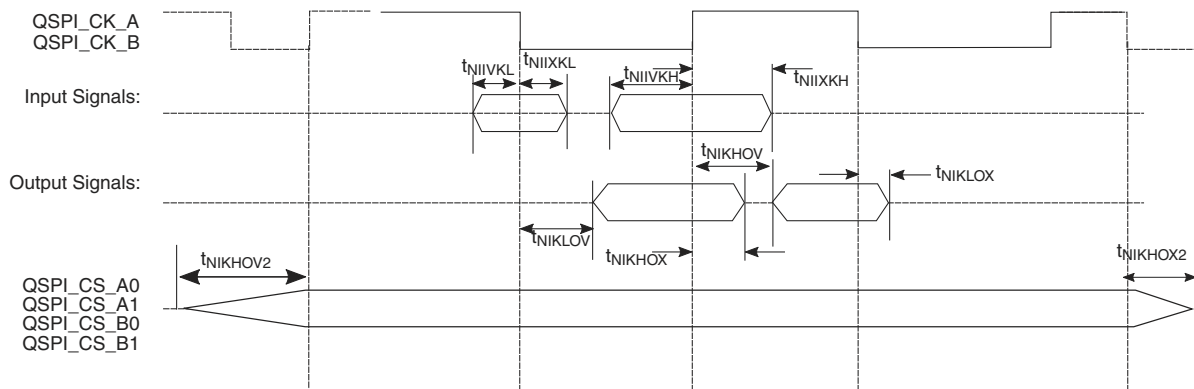 QSPI_CK_A
QSPI_CK_B
tNIIVKL
tNIIXKL
tNIIVKH
tNIIXKH
Input Signals:
tNIKHOV
Output Signals:
tNIKLOX
tNIKLOV
tNIKHOX
tNIKHOV2
tNIKHOX2
QSPI_CS_A0
QSPI_CS_A1
QSPI_CS_B0
QSPI_CS_B1